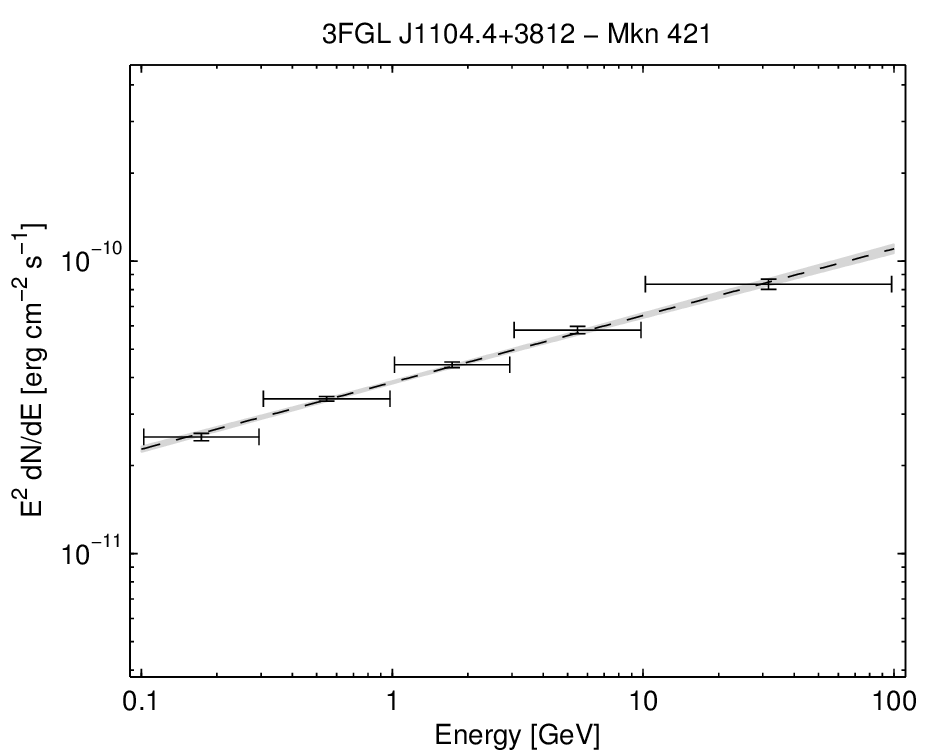 3FGL J1104.4+3812 − Mkn 421
E² dN/dE [erg cm⁻² s⁻¹]
10⁻¹⁰
10⁻¹¹
0.1 1 10 100
Energy [GeV]